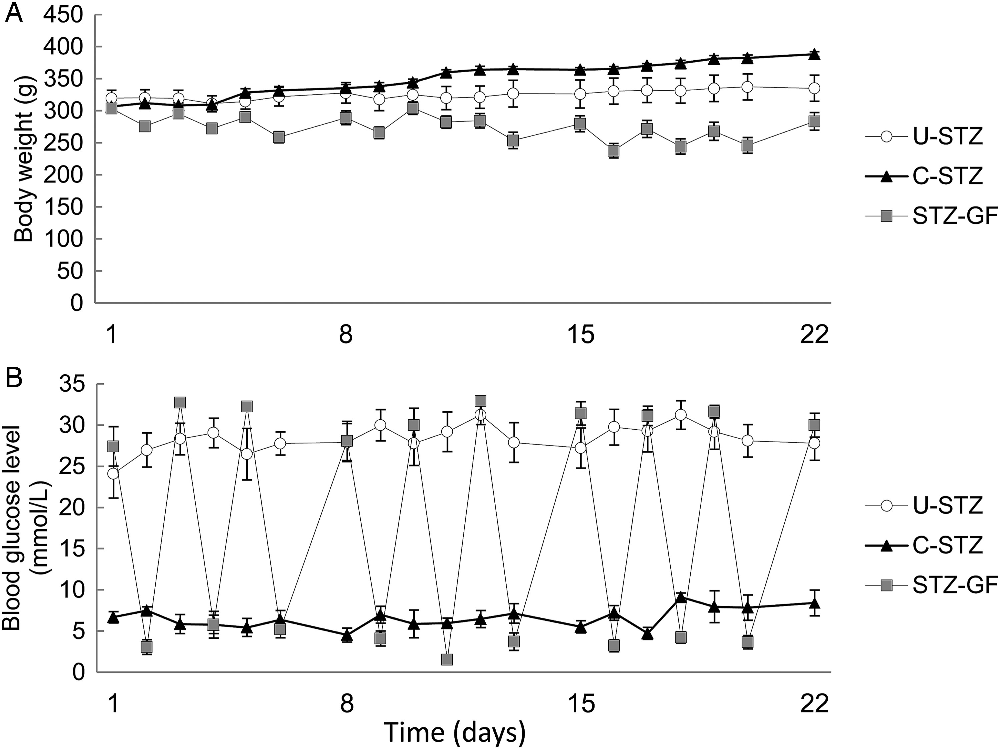 A
450
400
350
300
250
200
150
100
50
0
Body weight (g)
1 8 15 22
U-STZ
C-STZ
STZ-GF
B
35
30
25
20
15
10
5
0
Blood glucose level
(mmol/L)
1 8 15 22
Time (days)
U-STZ
C-STZ
STZ-GF